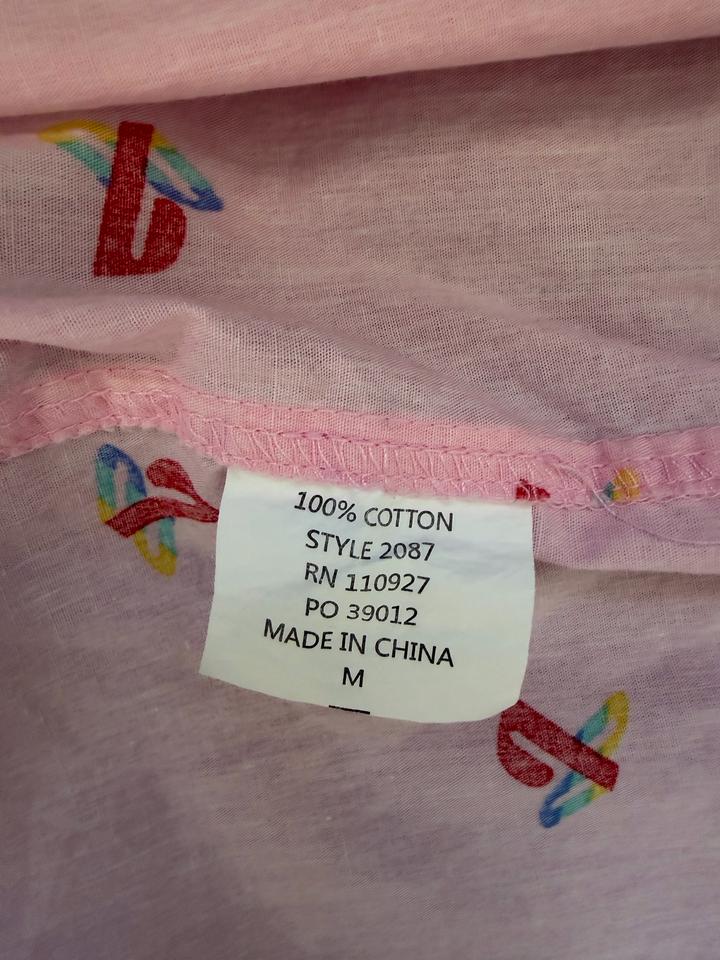 100% COTTON
STYLE 2087
RN 110927
PO 39012
MADE IN CHINA
M